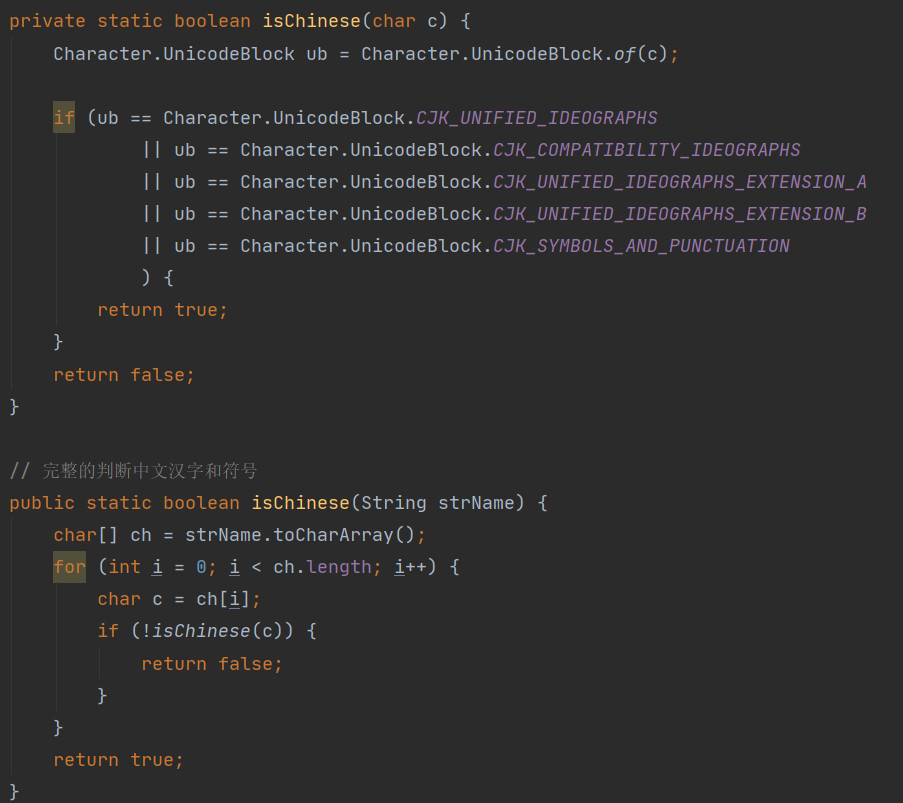 private static boolean isChinese(char c) {
    Character.UnicodeBlock ub = Character.UnicodeBlock.of(c);

    if (ub == Character.UnicodeBlock.CJK_UNIFIED_IDEOGRAPHS
            || ub == Character.UnicodeBlock.CJK_COMPATIBILITY_IDEOGRAPHS
            || ub == Character.UnicodeBlock.CJK_UNIFIED_IDEOGRAPHS_EXTENSION_A
            || ub == Character.UnicodeBlock.CJK_UNIFIED_IDEOGRAPHS_EXTENSION_B
            || ub == Character.UnicodeBlock.CJK_SYMBOLS_AND_PUNCTUATION
            ) {
        return true;
    }
    return false;
}

// 完整的判断中文汉字和符号
public static boolean isChinese(String strName) {
    char[] ch = strName.toCharArray();
    for (int i = 0; i < ch.length; i++) {
        char c = ch[i];
        if (!isChinese(c)) {
            return false;
        }
    }
    return true;
}